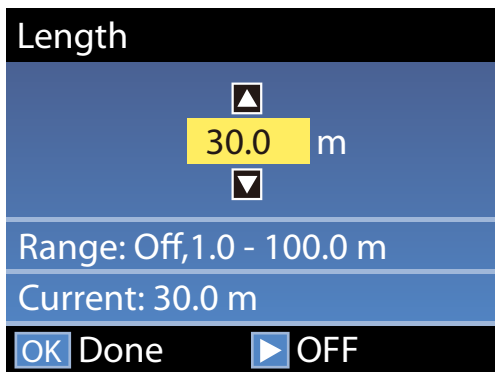 Length
30.0 m
Range: Off,1.0 - 100.0 m
Current: 30.0 m
OK Done OFF